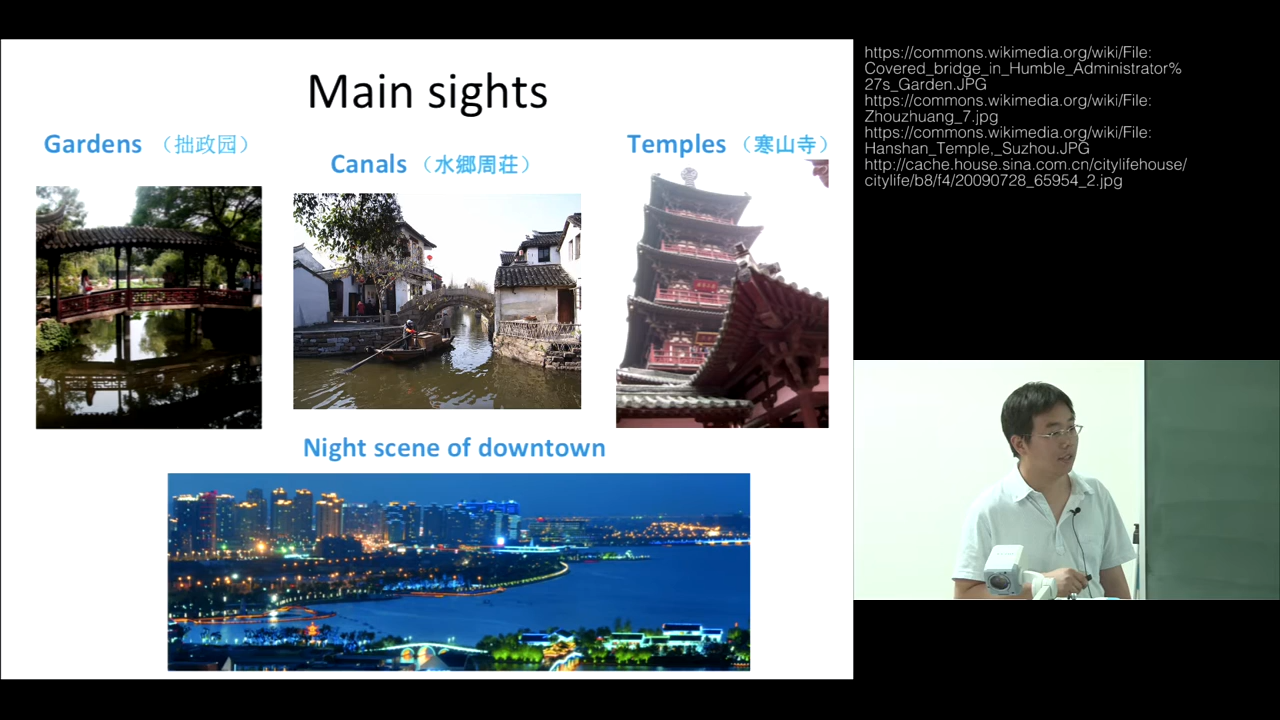 Main sights
Gardens （拙政园）
Canals （水郷周荘）
Temples （寒山寺）
Night scene of downtown
https://commons.wikimedia.org/wiki/File:
Covered_bridge_in_Humble_Administrator%
27s_Garden.JPG
https://commons.wikimedia.org/wiki/File:
Zhouzhuang_7.jpg
https://commons.wikimedia.org/wiki/File:
Hanshan_Temple,_Suzhou.JPG
http://cache.house.sina.com.cn/citylifehouse/
citylife/b8/f4/20090728_65954_2.jpg